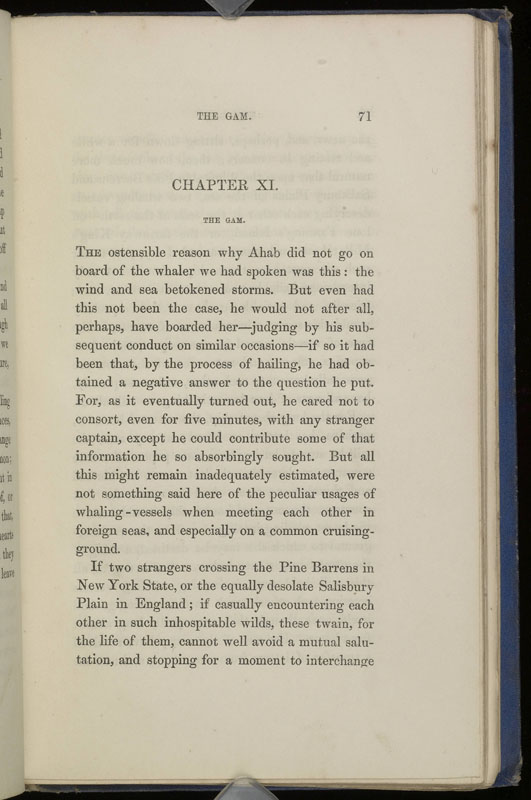 THE GAM. 71
CHAPTER XI.
THE GAM.
THE ostensible reason why Ahab did not go on
board of the whaler we had spoken was this: the
wind and sea betokened storms. But even had
this not been the case, he would not after all,
perhaps, have boarded her—judging by his sub-
sequent conduct on similar occasions—if so it had
been that, by the process of hailing, he had ob-
tained a negative answer to the question he put.
For, as it eventually turned out, he cared not to
consort, even for five minutes, with any stranger
captain, except he could contribute some of that
information he so absorbingly sought. But all
this might remain inadequately estimated, were
not something said here of the peculiar usages of
whaling-vessels when meeting each other in
foreign seas, and especially on a common cruising-
ground.
If two strangers crossing the Pine Barrens in
New York State, or the equally desolate Salisbury
Plain in England; if casually encountering each
other in such inhospitable wilds, these twain, for
the life of them, cannot well avoid a mutual salu-
tation, and stopping for a moment to interchange